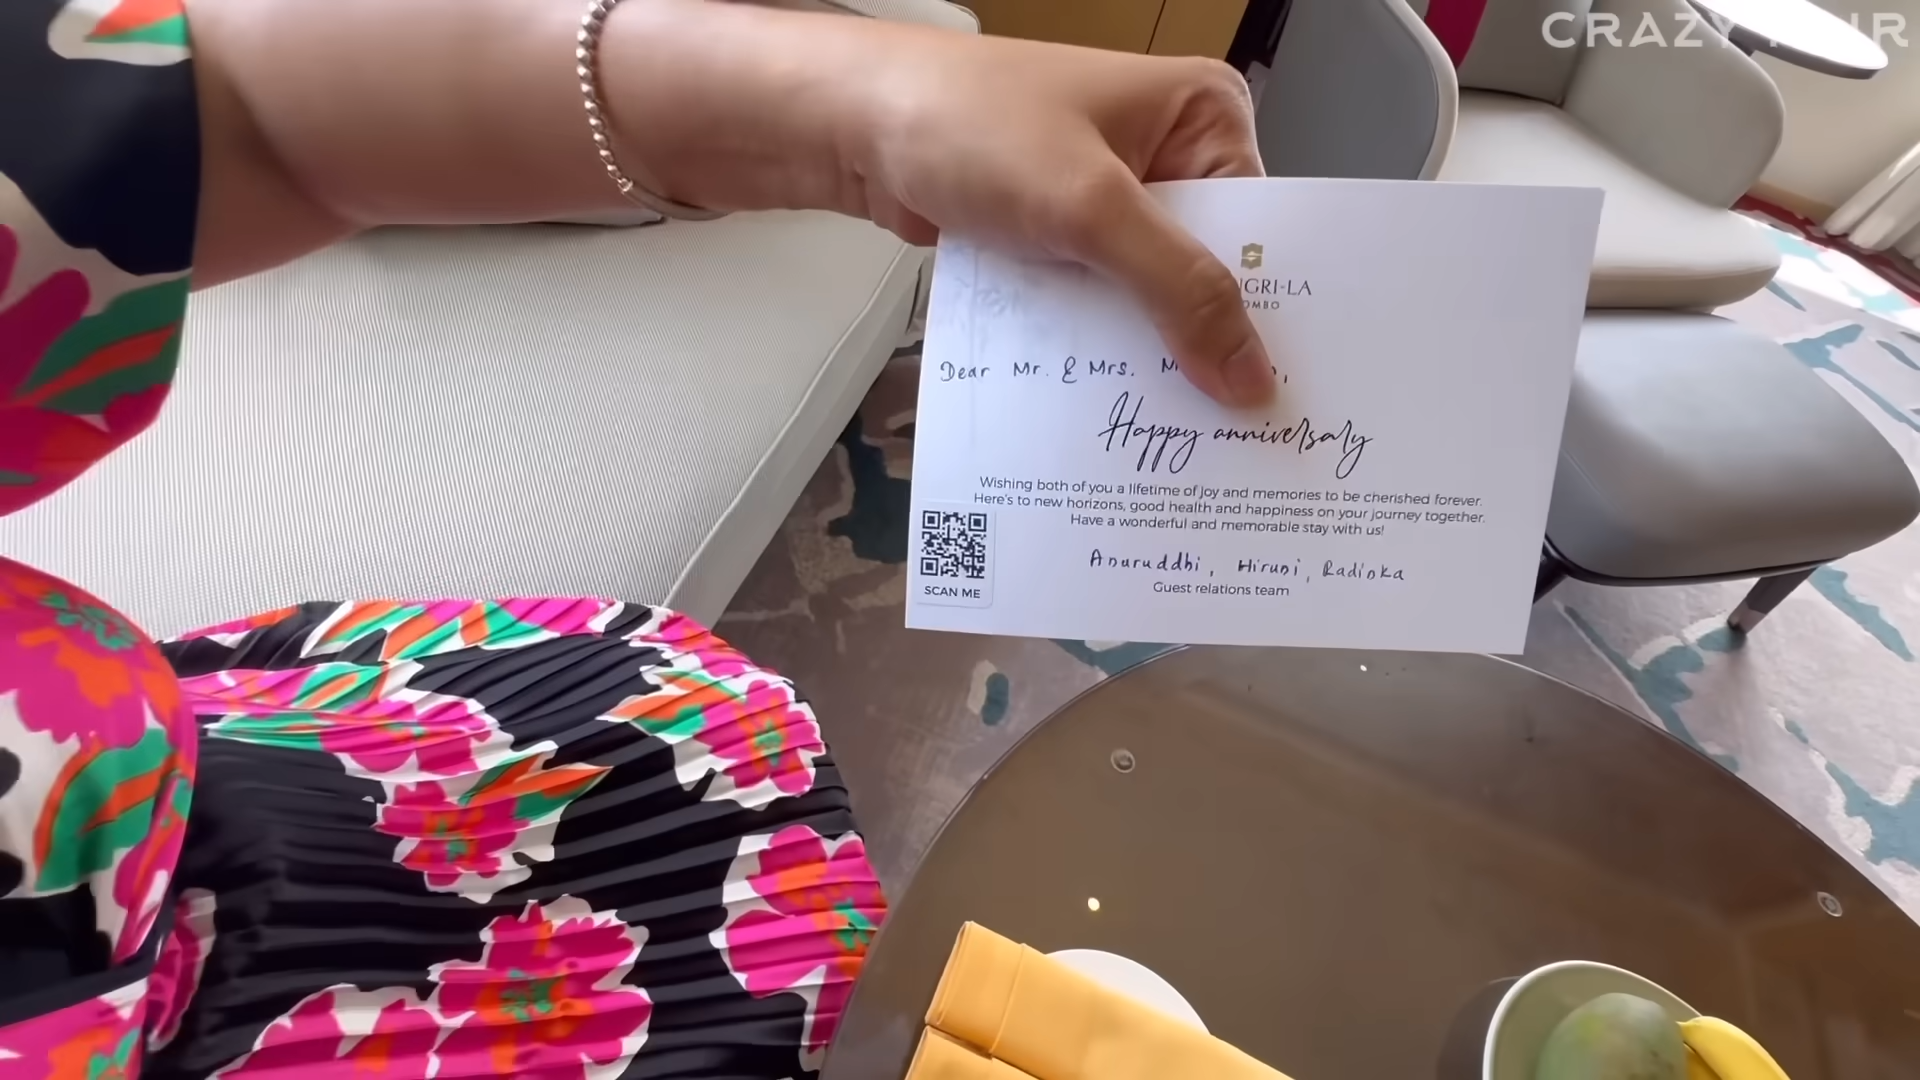 CRAZY
NGRI-LA
OMBO
Dear Mr. & Mrs.
Happy anniversary
Wishing both of you a lifetime of joy and memories to be cherished forever.
Here's to new horizons, good health and happiness on your journey together.
Have a wonderful and memorable stay with us!
Anuruddhi, Hiruni, Radinka
Guest relations team
SCAN ME